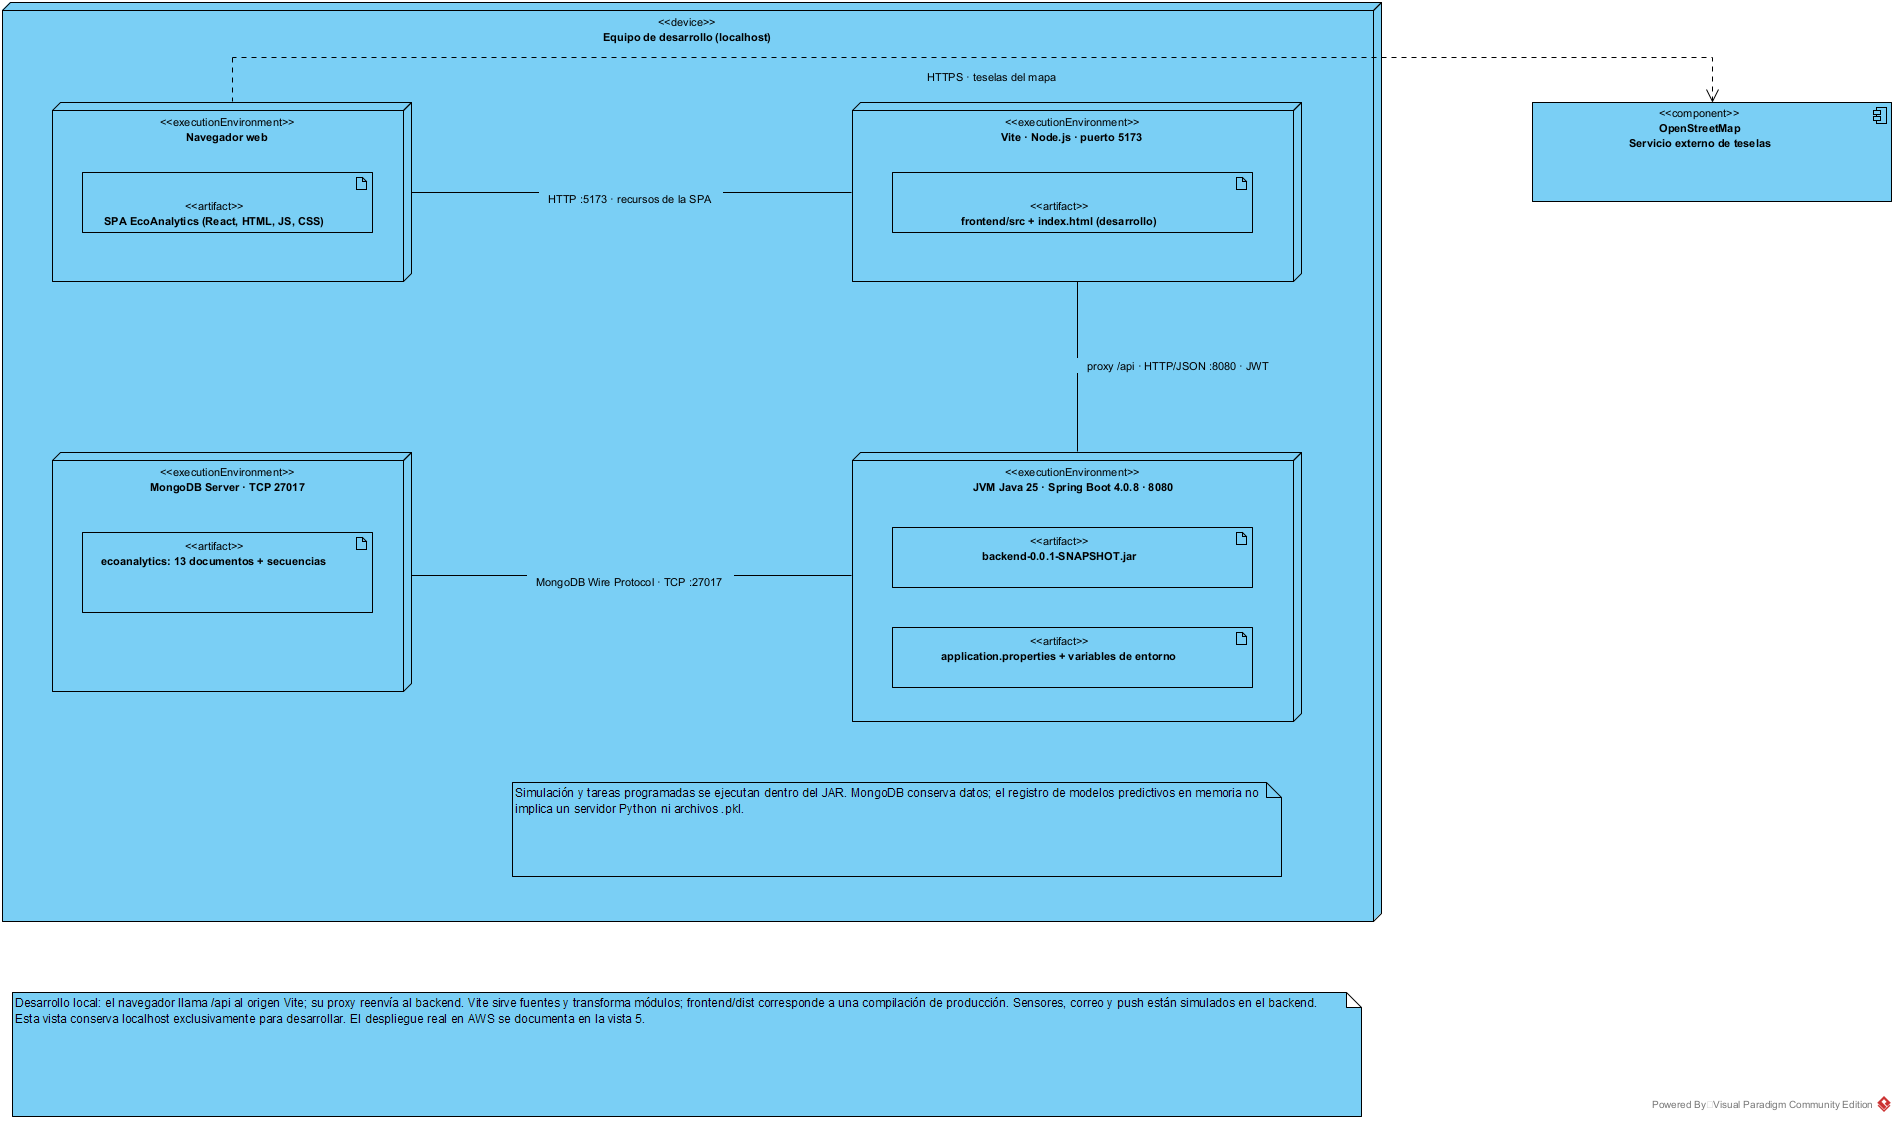 <<device>>
Equipo de desarrollo (localhost)
HTTPS · teselas del mapa
<<executionEnvironment>>
Navegador web
<<artifact>>
SPA EcoAnalytics (React, HTML, JS, CSS)
HTTP :5173 · recursos de la SPA
<<executionEnvironment>>
Vite · Node.js · puerto 5173
<<artifact>>
frontend/src + index.html (desarrollo)
<<component>>
OpenStreetMap
Servicio externo de teselas
proxy /api · HTTP/JSON :8080 · JWT
<<executionEnvironment>>
MongoDB Server · TCP 27017
<<artifact>>
ecoanalytics: 13 documentos + secuencias
MongoDB Wire Protocol · TCP :27017
<<executionEnvironment>>
JVM Java 25 · Spring Boot 4.0.8 · 8080
<<artifact>>
backend-0.0.1-SNAPSHOT.jar
<<artifact>>
application.properties + variables de entorno
Simulación y tareas programadas se ejecutan dentro del JAR. MongoDB conserva datos; el registro de modelos predictivos en memoria no
implica un servidor Python ni archivos .pkl.
Desarrollo local: el navegador llama /api al origen Vite; su proxy reenvía al backend. Vite sirve fuentes y transforma módulos; frontend/dist corresponde a una compilación de producción. Sensores, correo y push están simulados en el backend.
Esta vista conserva localhost exclusivamente para desarrollar. El despliegue real en AWS se documenta en la vista 5.
Powered By Visual Paradigm Community Edition